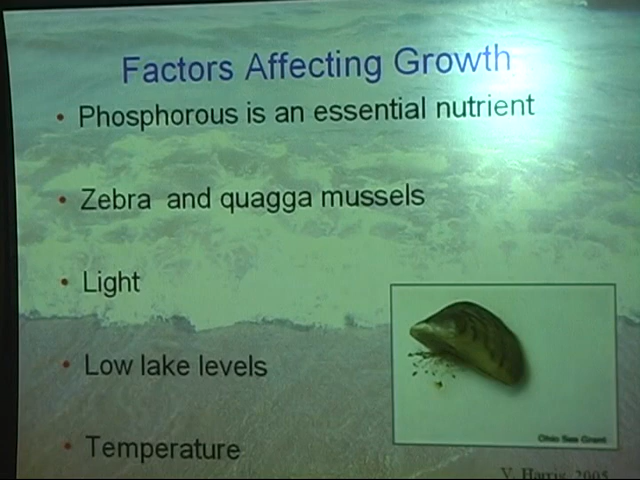 Factors Affecting Growth
• Phosphorous is an essential nutrient
• Zebra and quagga mussels
• Light
• Low lake levels
• Temperature
Ohio Sea Grant
V. Harris 2005